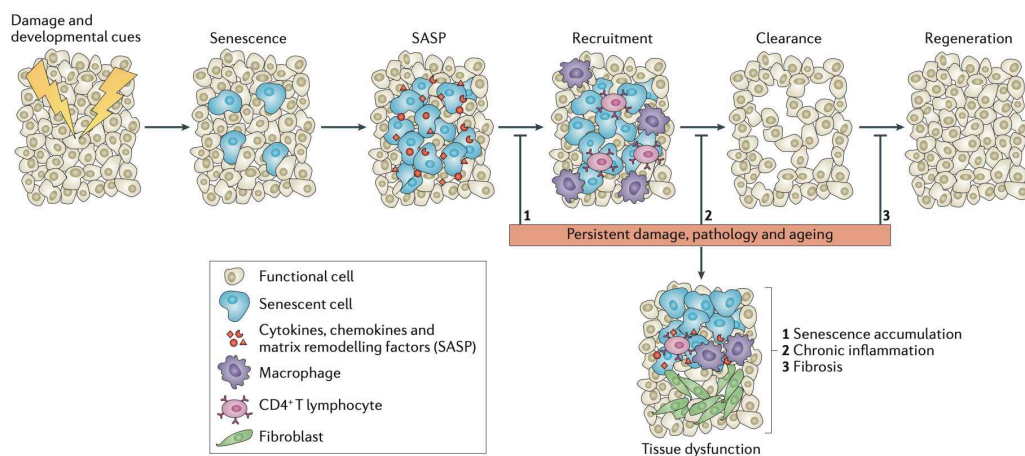 Damage and
developmental cues
Senescence
SASP
Recruitment
Clearance
Regeneration
1
2
3
Persistent damage, pathology and ageing
Functional cell
Senescent cell
Cytokines, chemokines and
matrix remodelling factors (SASP)
Macrophage
CD4⁺ T lymphocyte
Fibroblast
1 Senescence accumulation
2 Chronic inflammation
3 Fibrosis
Tissue dysfunction